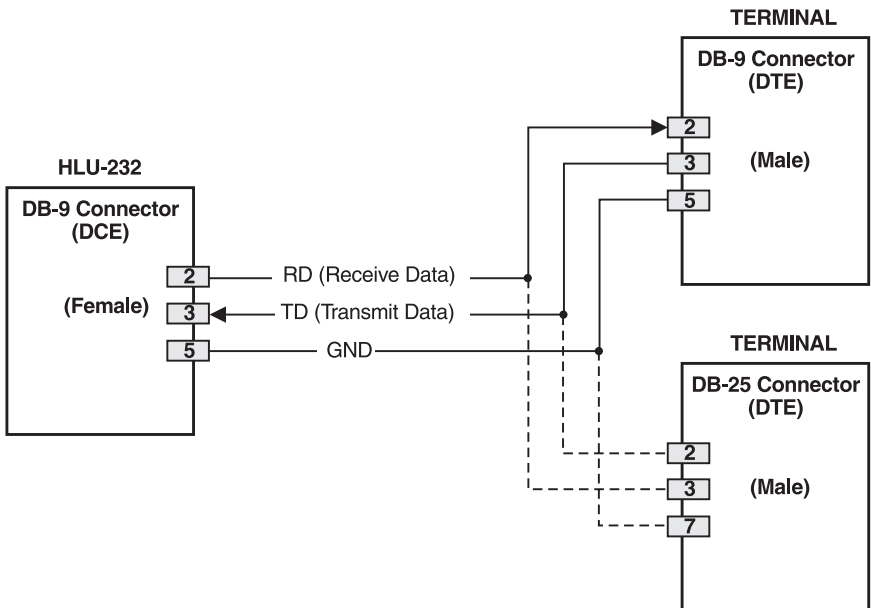 TERMINAL
DB-9 Connector
(DTE)
2
3
(Male)
5
HLU-232
DB-9 Connector
(DCE)
2
RD (Receive Data)
(Female)
3
TD (Transmit Data)
5
GND
TERMINAL
DB-25 Connector
(DTE)
2
3
(Male)
7